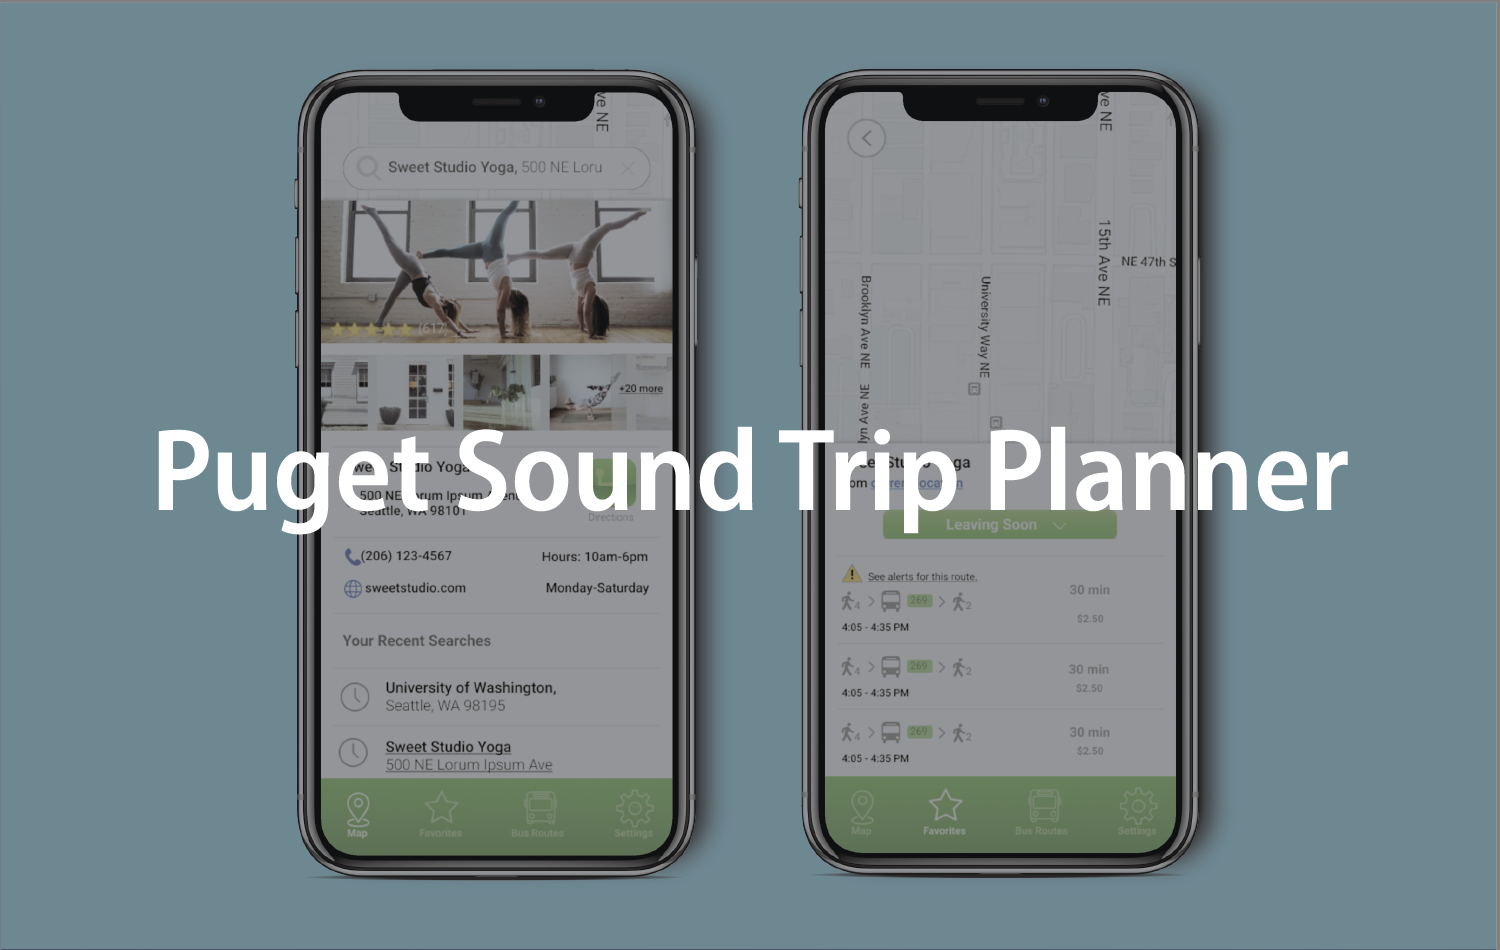 Puget Sound Trip Planner
ve NE
Sweet Studio Yoga, 500 NE Loru
(617)
+20 more
Sweet Studio Yoga
500 NE Lorum Ipsum Avenue
Seattle, WA 98101
Directions
(206) 123-4567
Hours: 10am-6pm
sweetstudio.com
Monday-Saturday
Your Recent Searches
University of Washington,
Seattle, WA 98195
Sweet Studio Yoga
500 NE Lorum Ipsum Ave
Map
Favorites
Bus Routes
Settings
ve NE
15th Ave NE
NE 47th S
Brooklyn Ave NE
University Way NE
lyn Ave NE
Sweet Studio Yoga
from current location
Leaving Soon
See alerts for this route.
4 > 269 > 2
30 min
$2.50
4:05 - 4:35 PM
4 > 269 > 2
30 min
$2.50
4:05 - 4:35 PM
4 > 269 > 2
30 min
$2.50
4:05 - 4:35 PM
Map
Favorites
Bus Routes
Settings